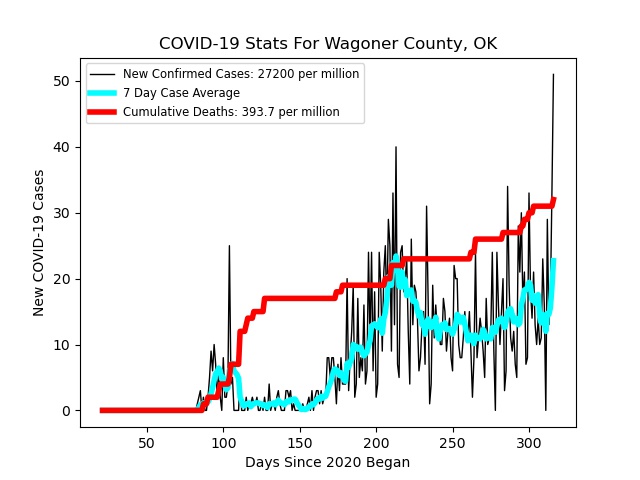 COVID-19 Stats For Wagoner County, OK
New Confirmed Cases: 27200 per million
7 Day Case Average
Cumulative Deaths: 393.7 per million
New COVID-19 Cases
50
40
30
20
10
0
50
100
150
200
250
300
Days Since 2020 Began